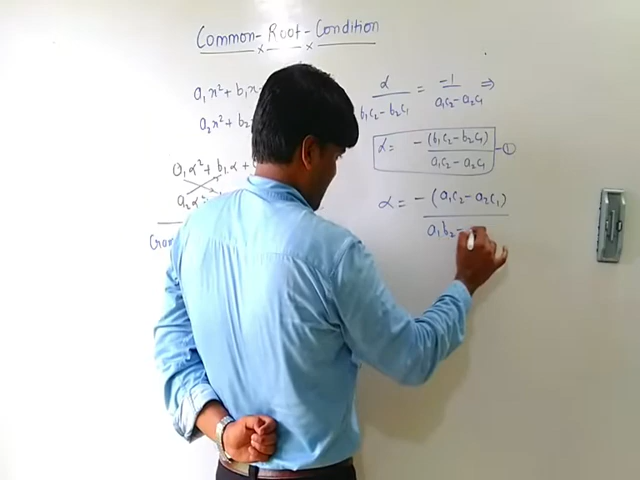 Common-Root-Condition
a₁x² + b₁x
a₂x² + b₂
a₁α² + b₁α +
a₂α²
α/(b₁c₂-b₂c₁) = -1/(a₁c₂-a₂c₁) ⇒
α = -(b₁c₂-b₂c₁)/(a₁c₂-a₂c₁) -①
α = -(a₁c₂-a₂c₁)/(a₁b₂-